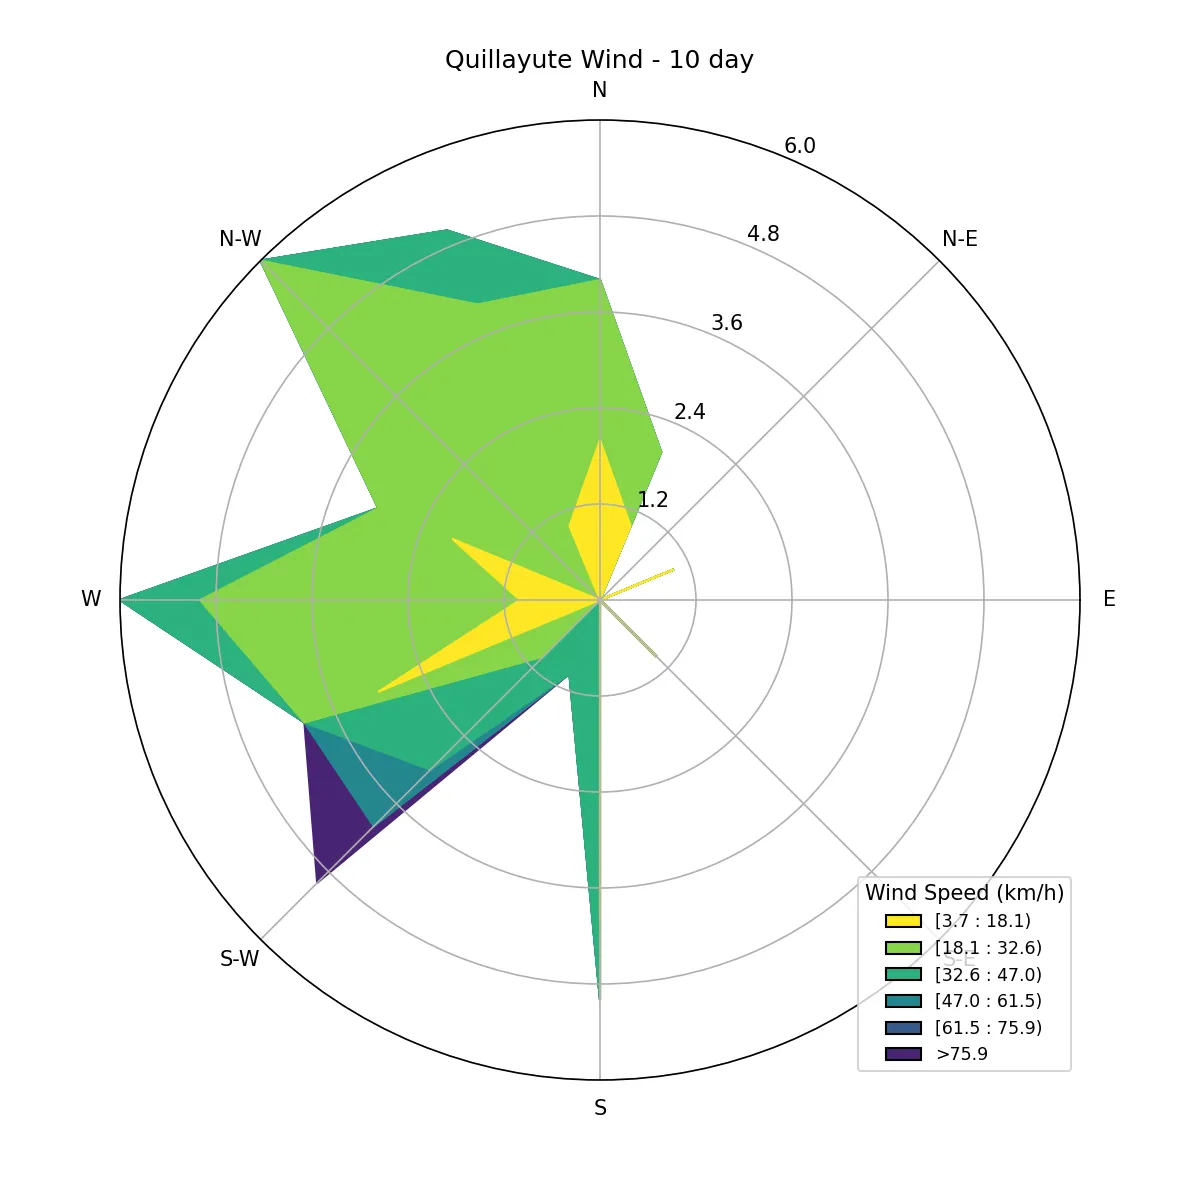 Quillayute Wind - 10 day
N
6.0
N-W
N-E
4.8
3.6
2.4
1.2
W
E
S-W
S-E
S
Wind Speed (km/h)
[3.7 : 18.1)
[18.1 : 32.6)
[32.6 : 47.0)
[47.0 : 61.5)
[61.5 : 75.9)
>75.9